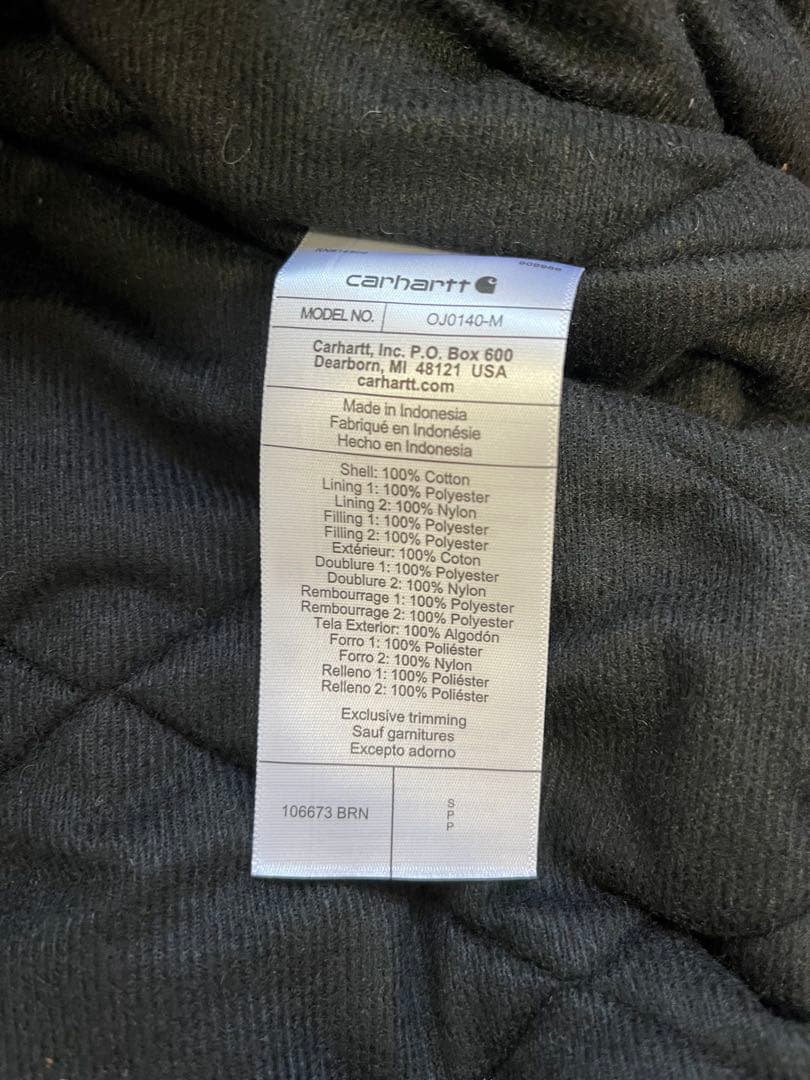 carhartt
MODEL NO. OJ0140-M
Carhartt, Inc. P.O. Box 600
Dearborn, MI 48121 USA
carhartt.com
Made in Indonesia
Fabriqué en Indonésie
Hecho en Indonesia
Shell: 100% Cotton
Lining 1: 100% Polyester
Lining 2: 100% Nylon
Filling 1: 100% Polyester
Filling 2: 100% Polyester
Extérieur: 100% Coton
Doublure 1: 100% Polyester
Doublure 2: 100% Nylon
Rembourrage 1: 100% Polyester
Rembourrage 2: 100% Polyester
Tela Exterior: 100% Algodón
Forro 1: 100% Poliéster
Forro 2: 100% Nylon
Relleno 1: 100% Poliéster
Relleno 2: 100% Poliéster
Exclusive trimming
Sauf garnitures
Excepto adorno
106673 BRN
S
P
P